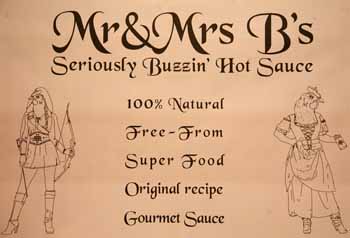 Mr&Mrs B's
Seriously Buzzin' Hot Sauce
100% Natural
Free-From
Super Food
Original recipe
Gourmet Sauce